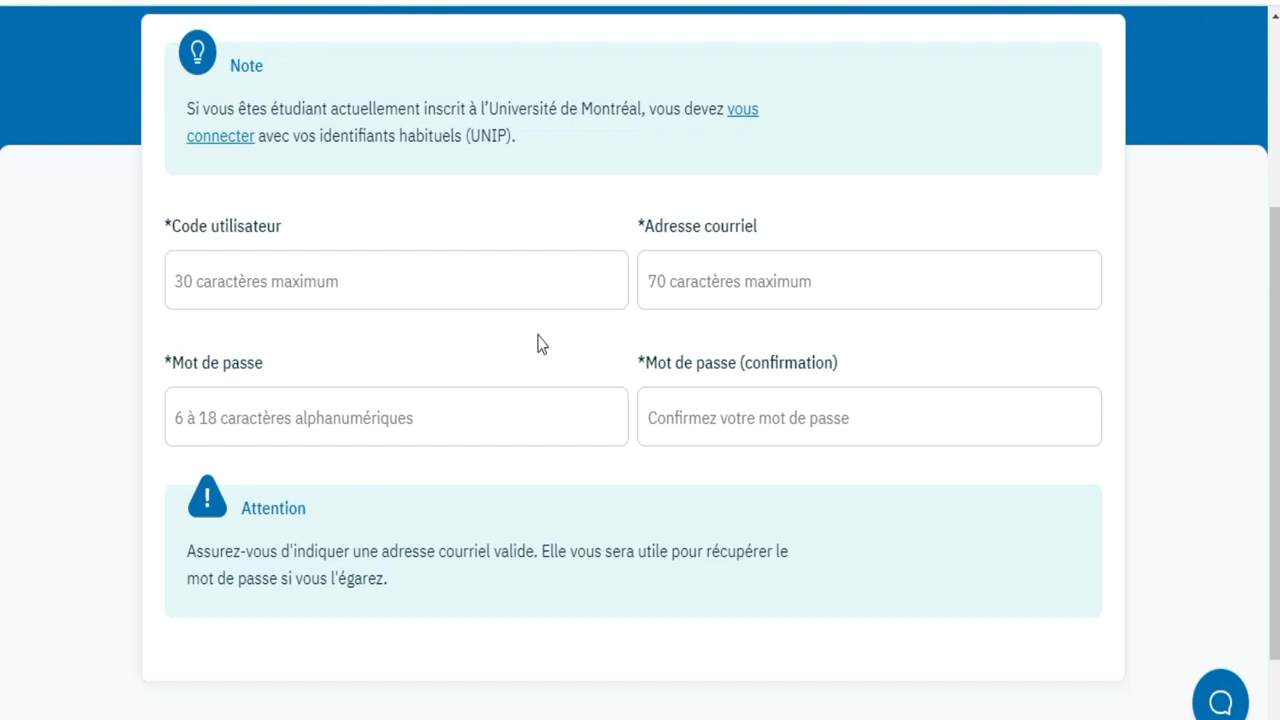 Note
Si vous êtes étudiant actuellement inscrit à l’Université de Montréal, vous devez vous
connecter avec vos identifiants habituels (UNIP).
*Code utilisateur
*Adresse courriel
30 caractères maximum
70 caractères maximum
*Mot de passe
*Mot de passe (confirmation)
6 à 18 caractères alphanumériques
Confirmez votre mot de passe
Attention
Assurez-vous d'indiquer une adresse courriel valide. Elle vous sera utile pour récupérer le
mot de passe si vous l'égarez.